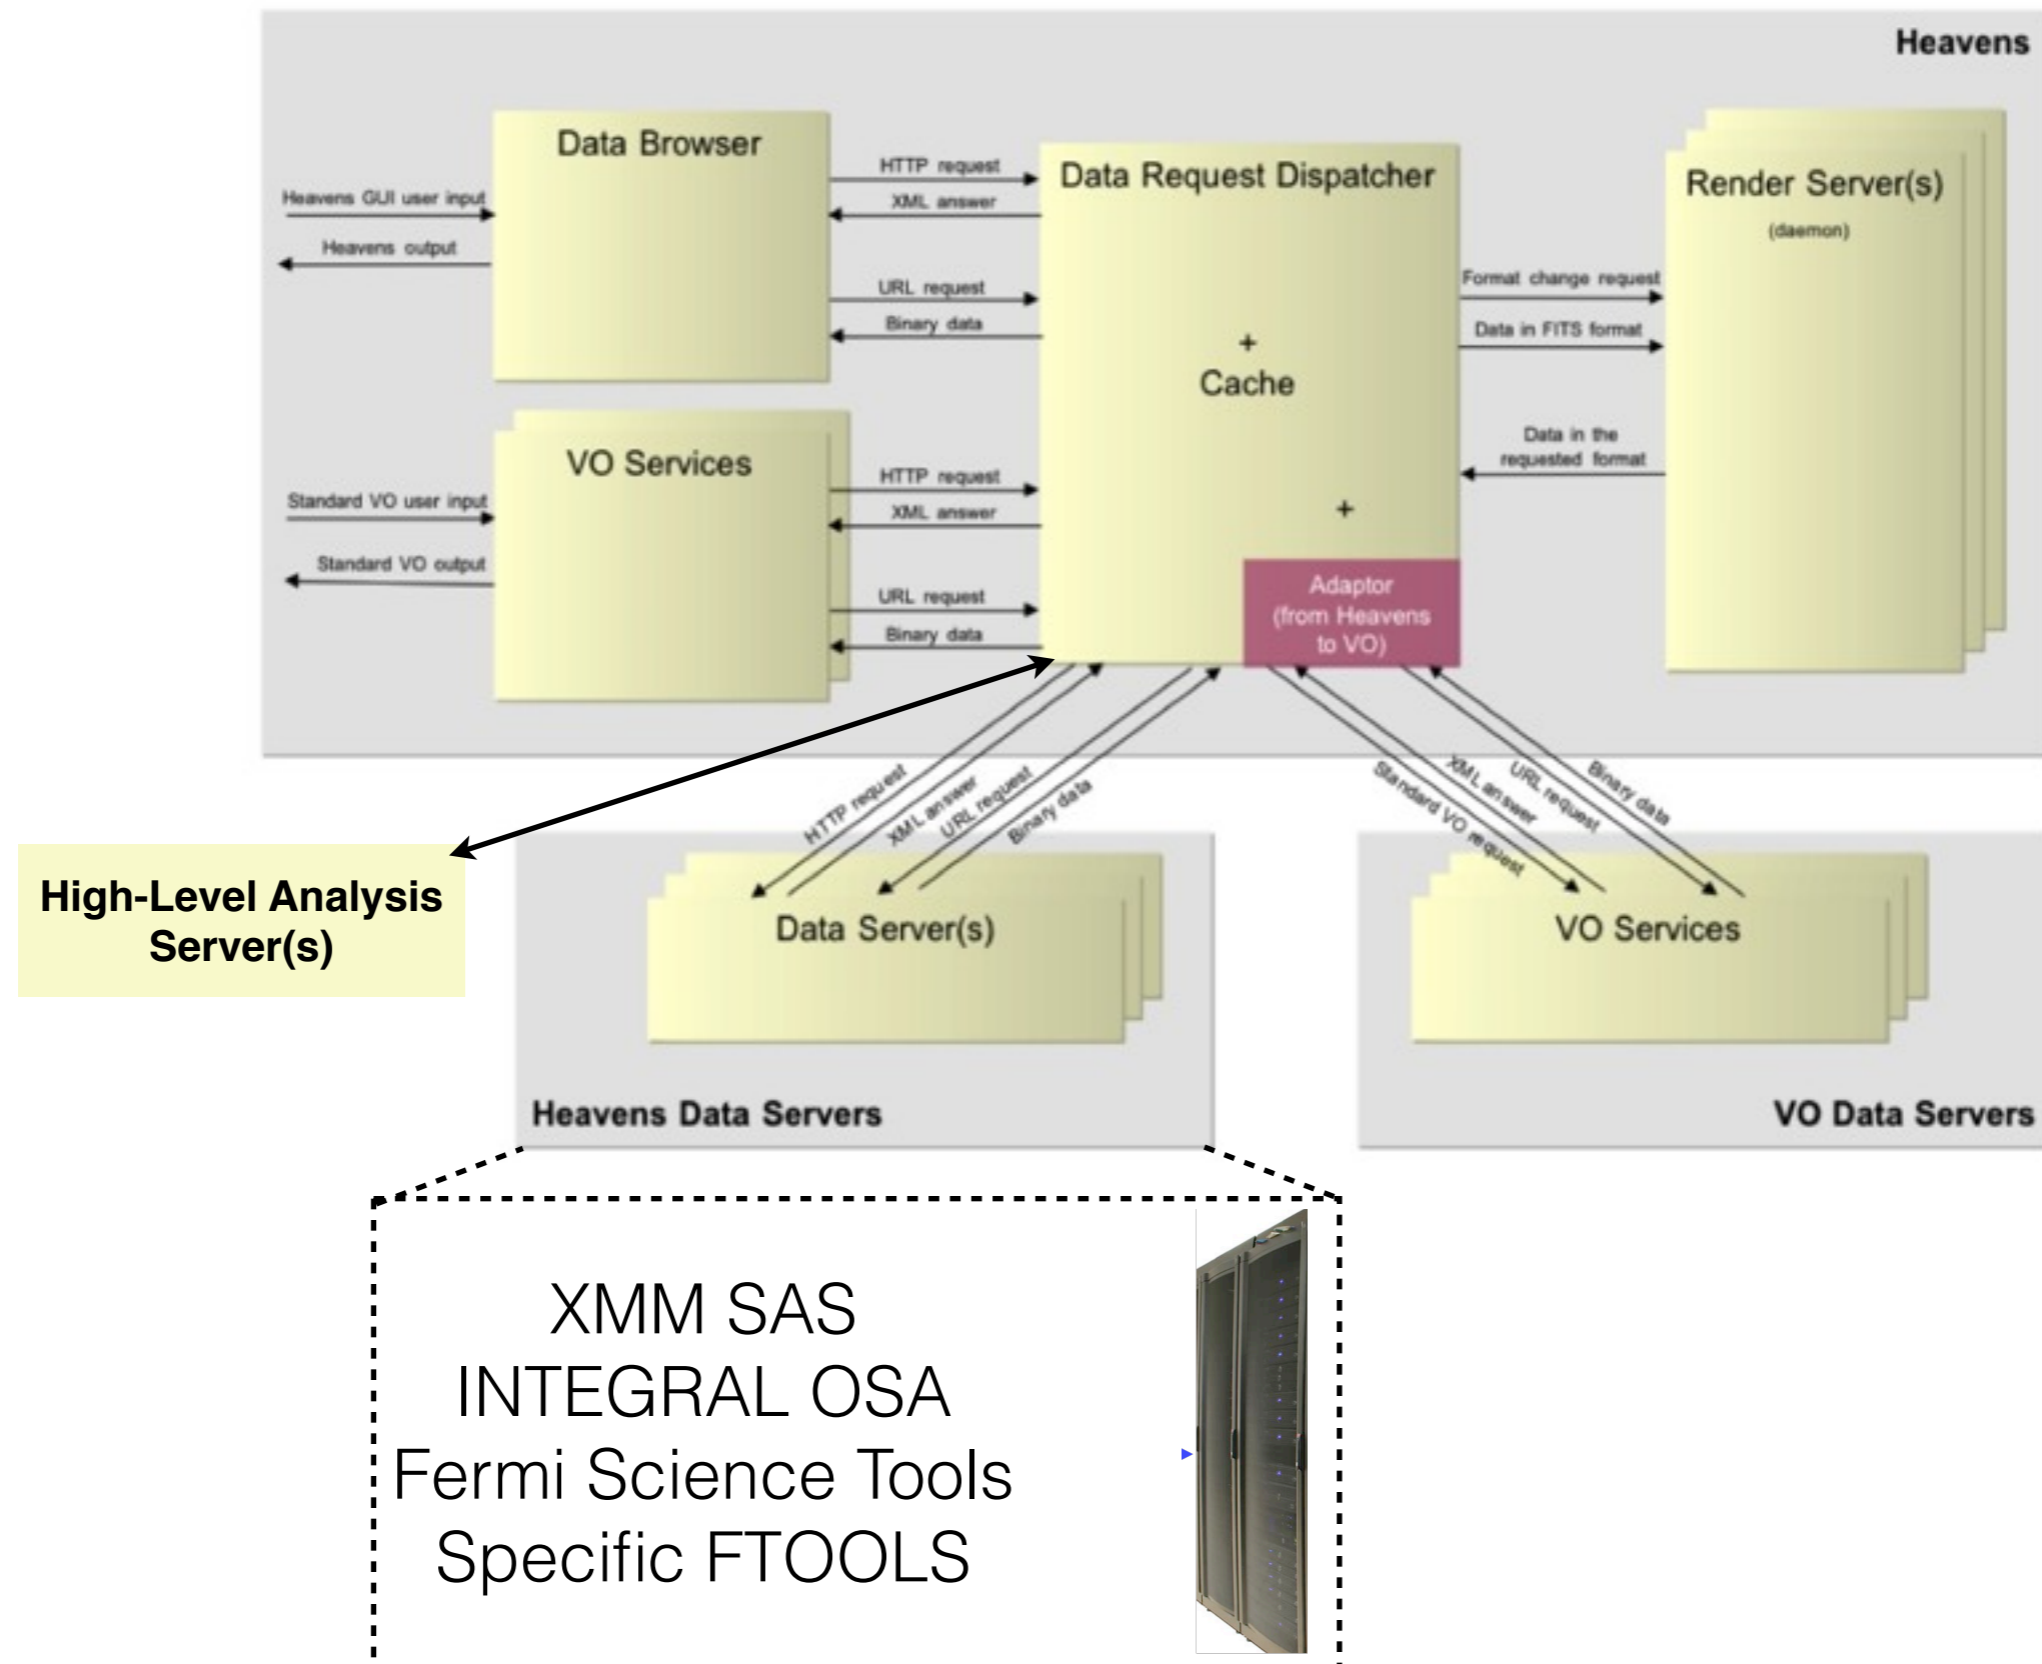 Heavens
Data Browser
Heavens GUI user input
Heavens output
HTTP request
XML answer
URL request
Binary data
Data Request Dispatcher
+
Cache
+
Adaptor
(from Heavens
to VO)
Render Server(s)
(daemon)
Format change request
Data in FITS format
Data in the
requested format
VO Services
Standard VO user input
Standard VO output
HTTP request
XML answer
URL request
Binary data
HTTP request
XML answer
URL request
Binary data
Standard VO request
XML answer
URL request
Binary data
High-Level Analysis
Server(s)
Data Server(s)
Heavens Data Servers
VO Services
VO Data Servers
XMM SAS
INTEGRAL OSA
Fermi Science Tools
Specific FTOOLS